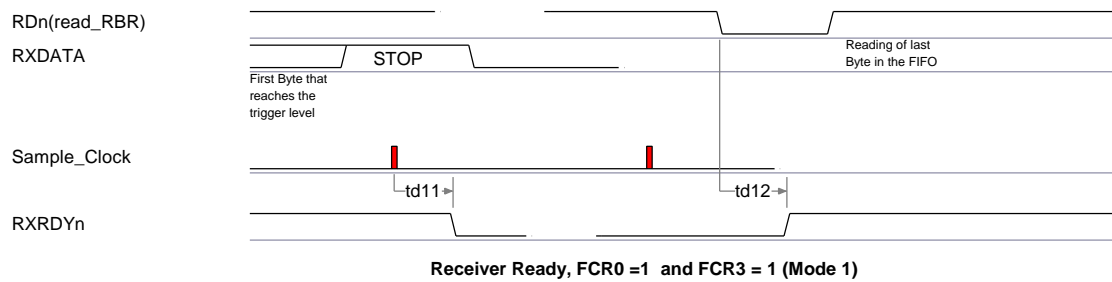 RDn(read_RBR)
RXDATA
STOP
Reading of last
Byte in the FIFO
First Byte that
reaches the
trigger level
Sample_Clock
td11
td12
RXRDYn
Receiver Ready, FCR0 =1 and FCR3 = 1 (Mode 1)